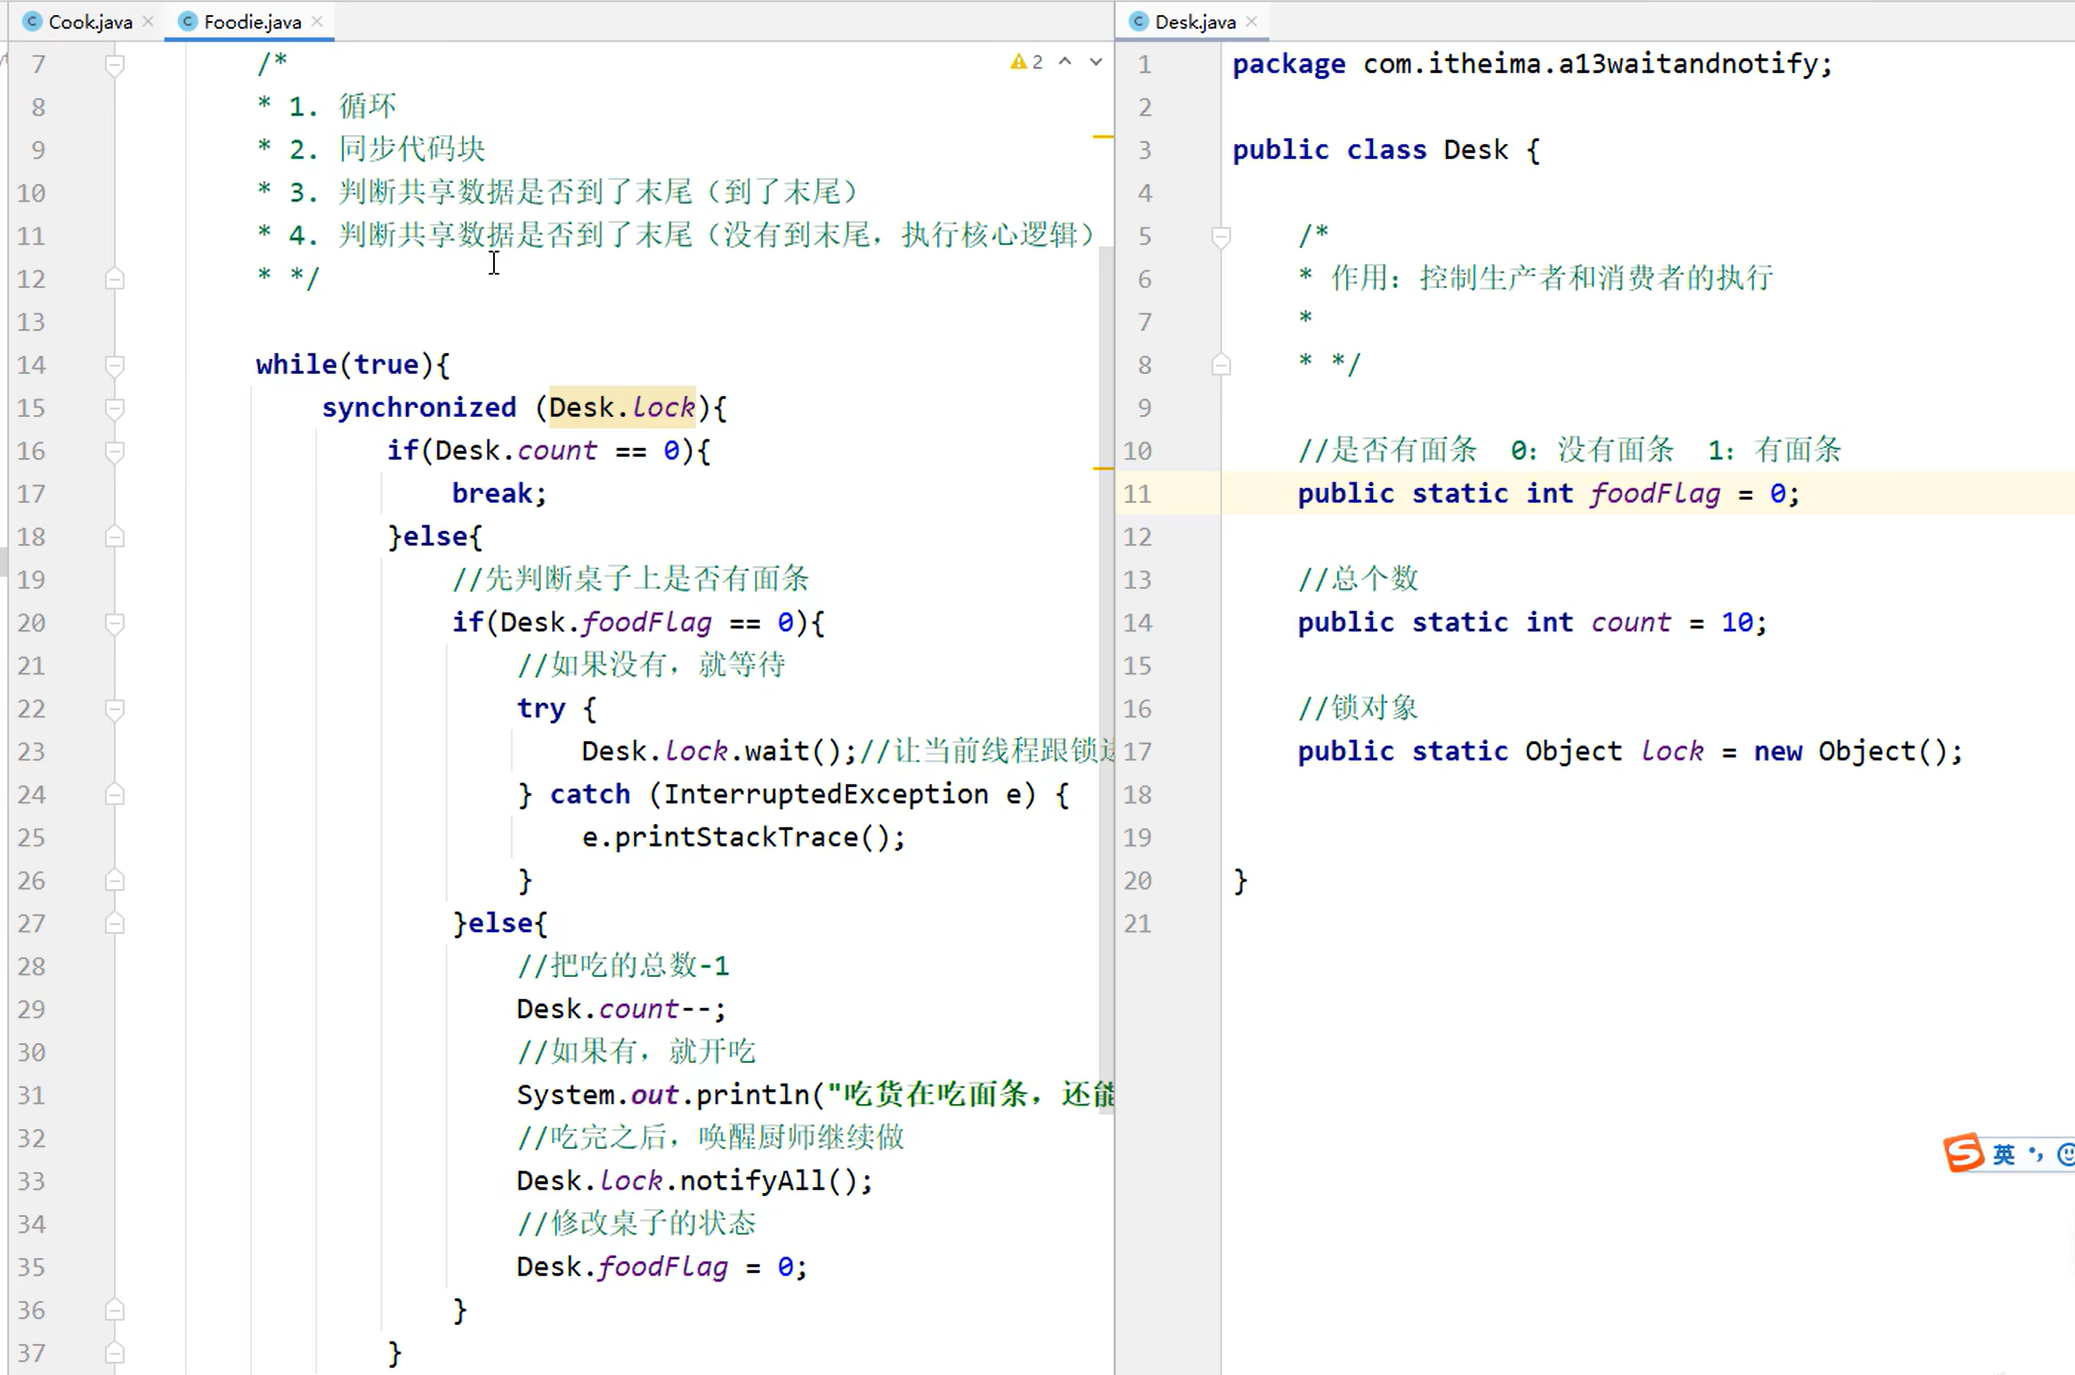 Cook.java
Foodie.java
2
7 /*
8 * 1. 循环
9 * 2. 同步代码块
10 * 3. 判断共享数据是否到了末尾（到了末尾）
11 * 4. 判断共享数据是否到了末尾（没有到末尾，执行核心逻辑）
12 * */
13
14 while(true){
15 synchronized (Desk.lock){
16 if(Desk.count == 0){
17 break;
18 }else{
19 //先判断桌子上是否有面条
20 if(Desk.foodFlag == 0){
21 //如果没有，就等待
22 try {
23 Desk.lock.wait();//让当前线程跟锁
24 } catch (InterruptedException e) {
25 e.printStackTrace();
26 }
27 }else{
28 //把吃的总数-1
29 Desk.count--;
30 //如果有，就开吃
31 System.out.println("吃货在吃面条，还能
32 //吃完之后，唤醒厨师继续做
33 Desk.lock.notifyAll();
34 //修改桌子的状态
35 Desk.foodFlag = 0;
36 }
37 }
Desk.java
1 package com.itheima.a13waitandnotify;
2
3 public class Desk {
4
5 /*
6 * 作用：控制生产者和消费者的执行
7 *
8 * */
9
10 //是否有面条 0：没有面条 1：有面条
11 public static int foodFlag = 0;
12
13 //总个数
14 public static int count = 10;
15
16 //锁对象
17 public static Object lock = new Object();
18
19
20 }
21
英